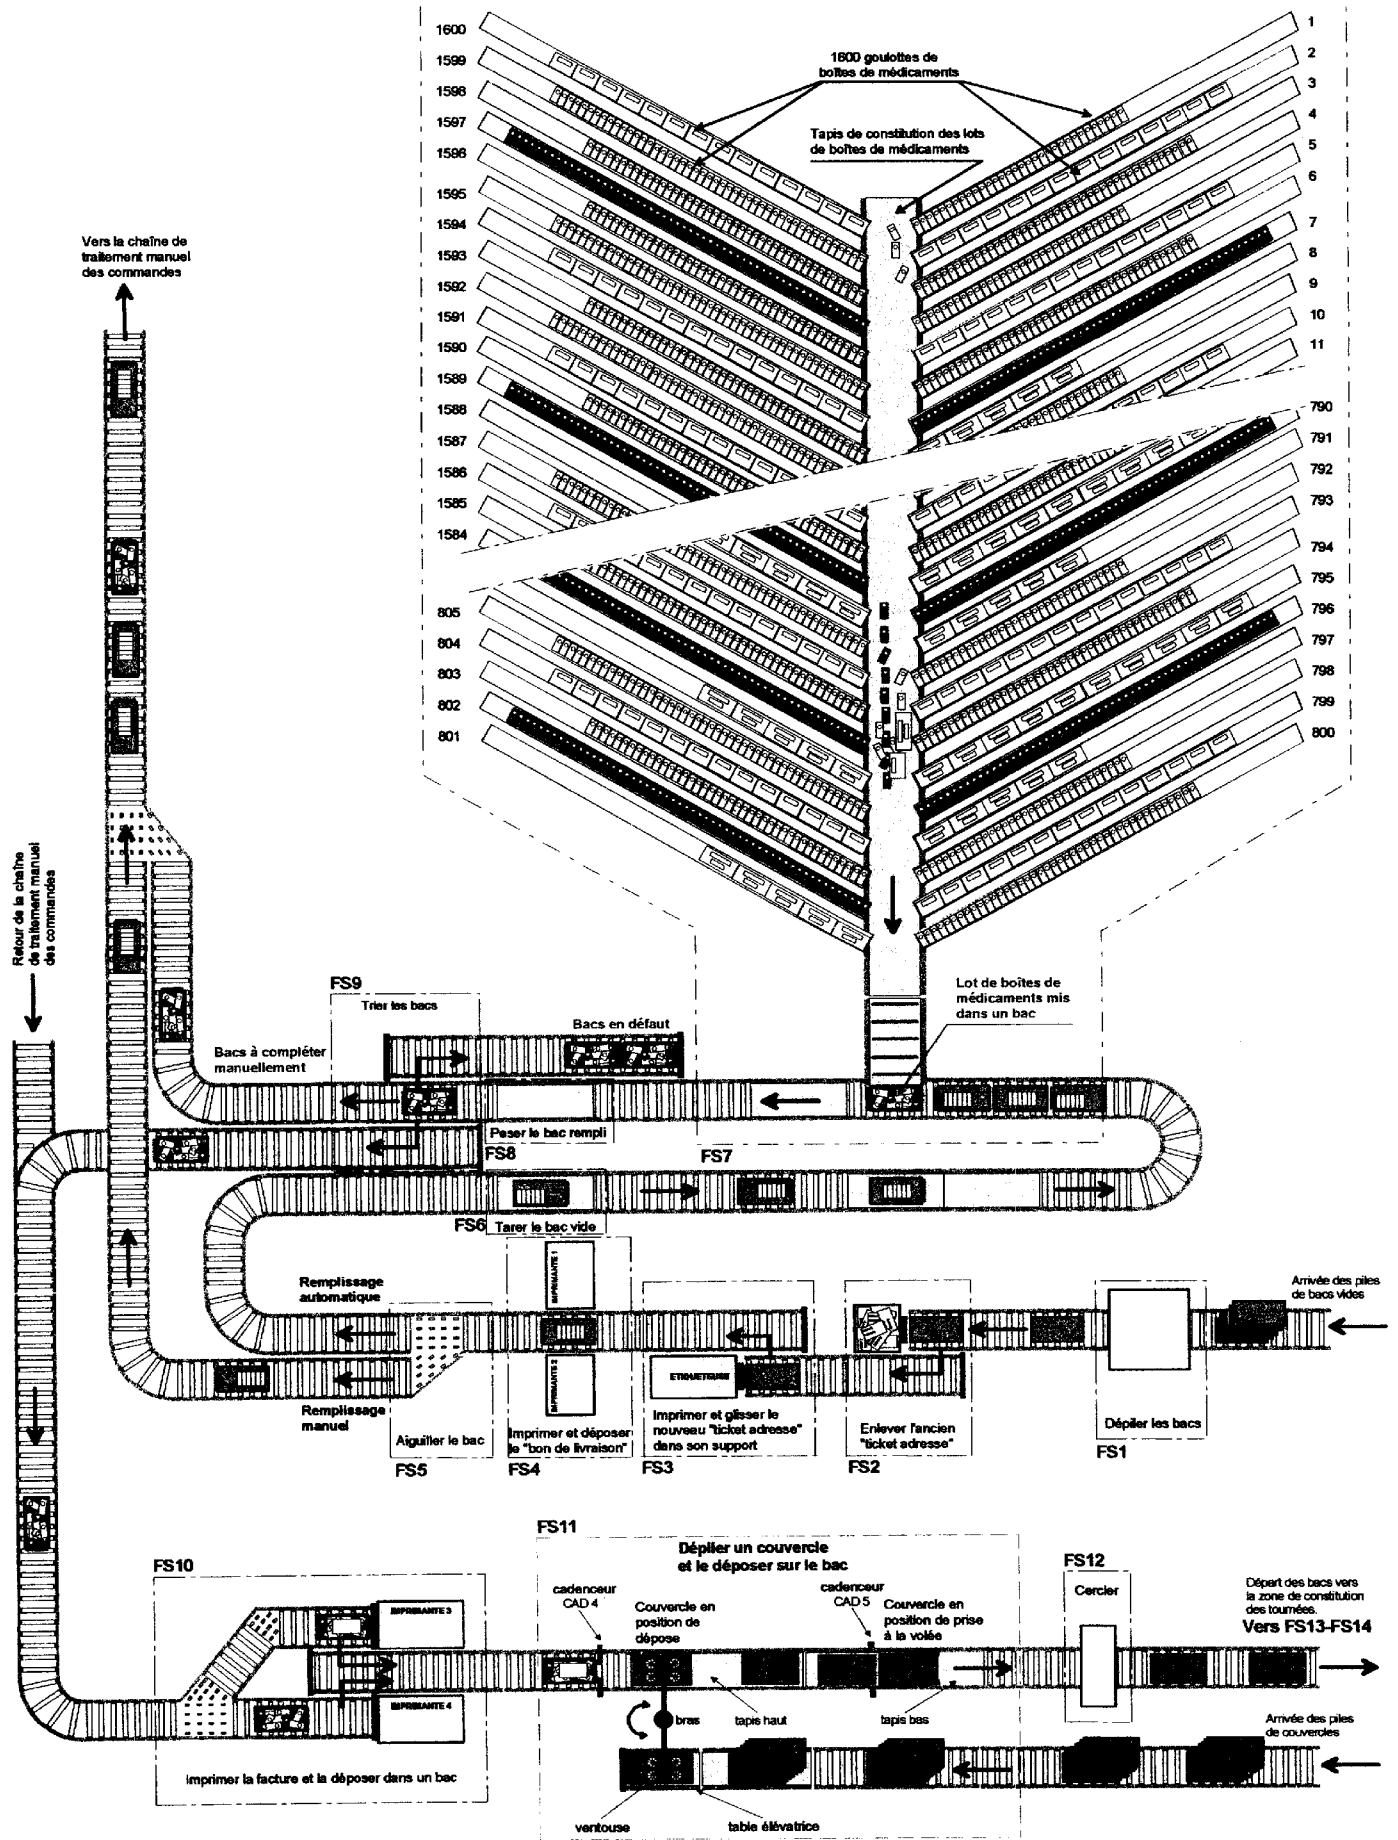 1600
1599
1598
1597
1596
1595
1594
1593
1592
1591
1590
1589
1588
1587
1586
1585
1584
805
804
803
802
801
1
2
3
4
5
6
7
8
9
10
11
790
791
792
793
794
795
796
797
798
799
800
1600 goulottes de
boîtes de médicaments
Tapis de constitution des lots
de boîtes de médicaments
Vers la chaîne de
traitement manuel
des commandes
Retour de la chaîne
de traitement manuel
des commandes
FS9
Trier les bacs
Bacs en défaut
Lot de boîtes de
médicaments mis
dans un bac
Bacs à compléter
manuellement
Peser le bac rempli
FS8
FS7
FS6
Tarer le bac vide
Remplissage
automatique
IMPRIMANTE 1
IMPRIMANTE 2
ETIQUETEUSE
Arrivée des piles
de bacs vides
Remplissage
manuel
Aiguiller le bac
FS5
Imprimer et déposer
le "bon de livraison"
FS4
Imprimer et glisser le
nouveau "ticket adresse"
dans son support
FS3
Enlever l'ancien
"ticket adresse"
FS2
Dépiler les bacs
FS1
FS11
Dépiler un couvercle
et le déposer sur le bac
FS10
IMPRIMANTE 3
IMPRIMANTE 4
Imprimer la facture et la déposer dans un bac
cadenceur
CAD 4
Couvercle en
position de
dépose
cadenceur
CAD 5
Couvercle en
position de prise
à la volée
FS12
Cercler
Départ des bacs vers
la zone de constitution
des tournées.
Vers FS13-FS14
bras
tapis haut
tapis bas
Arrivée des piles
de couvercles
ventouse
table élévatrice